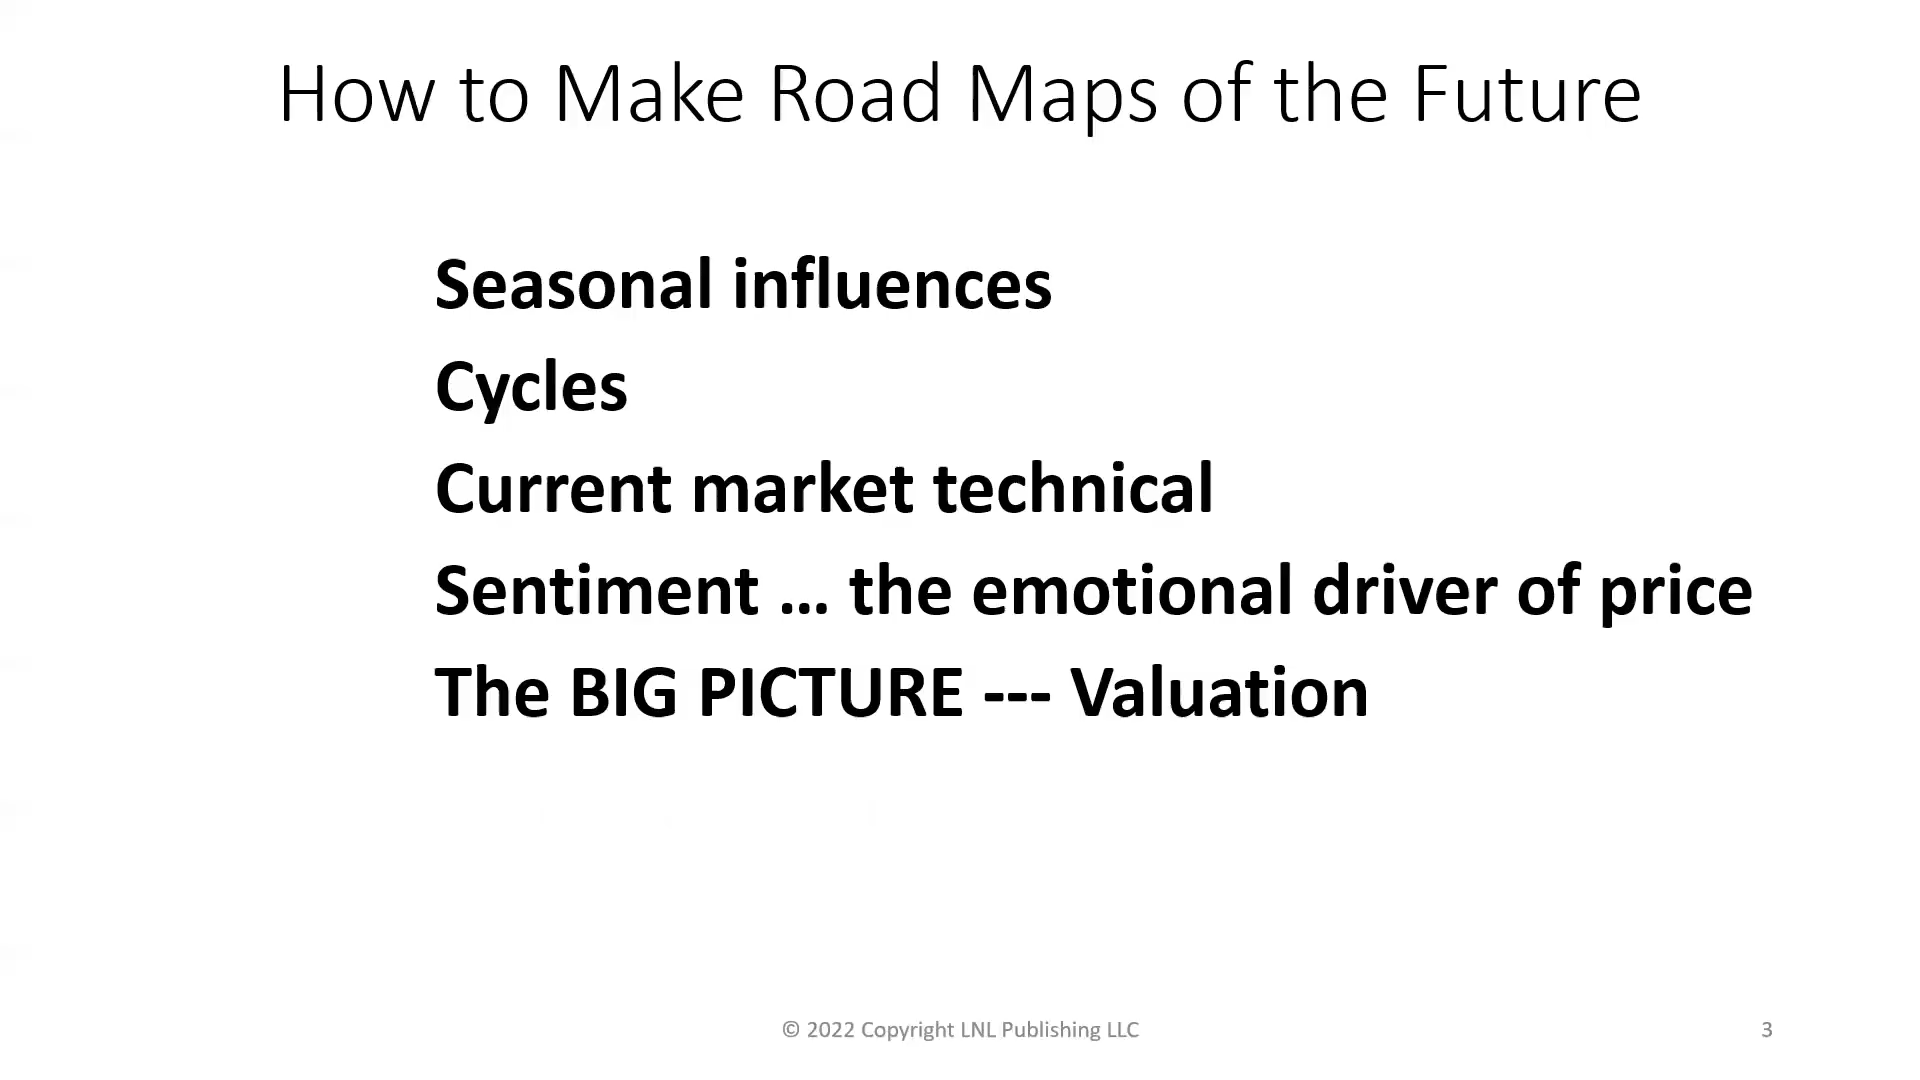 How to Make Road Maps of the Future
Seasonal influences
Cycles
Current market technical
Sentiment … the emotional driver of price
The BIG PICTURE --- Valuation
© 2022 Copyright LNL Publishing LLC
3